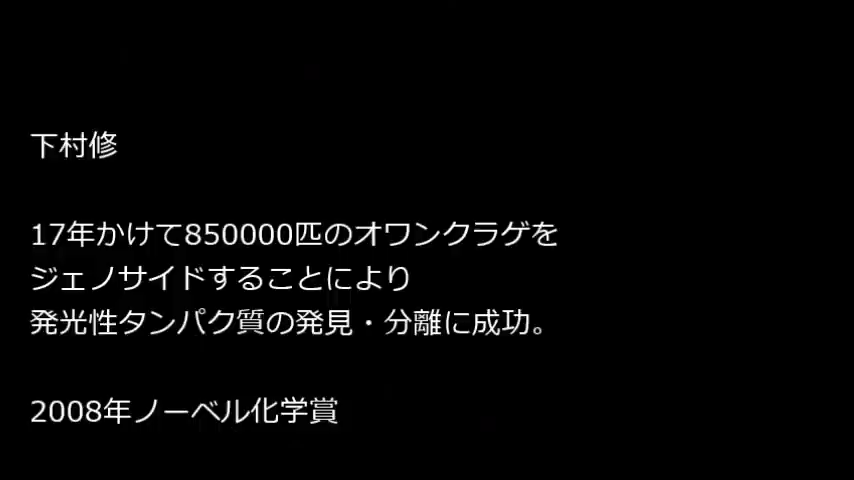 下村修
17年かけて850000匹のオワンクラゲを
ジェノサイドすることにより
発光性タンパク質の発見・分離に成功。
2008年ノーベル化学賞